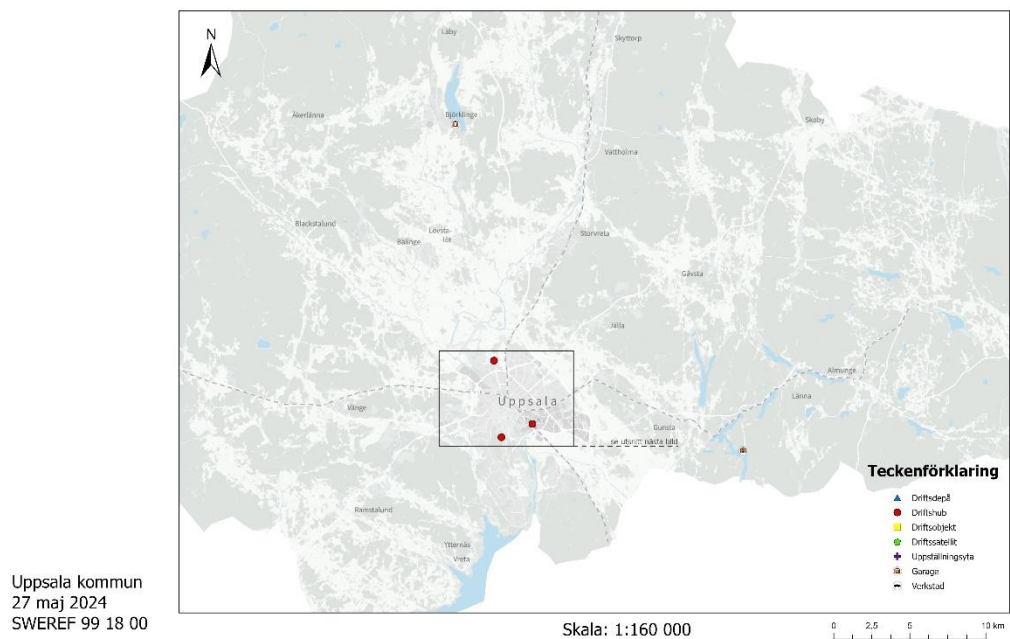 N
Läby
Skyttorp
Björklinge
Åkerlänna
Skoby
Vattholma
Blackstalund
Lövsta-
löt
Bälinge
Storvreta
Gåvsta
Jälla
Almunge
Länna
Uppsala
Vänge
Gunsta
se utsnitt nästa bild
Ramstalund
Ytternäs
Vreta
Teckenförklaring
Driftsdepå
Driftshub
Driftsobjekt
Driftssatellit
Uppställningsyta
Garage
Verkstad
Uppsala kommun
27 maj 2024
SWEREF 99 18 00
Skala: 1:160 000
0 2,5 5 10 km